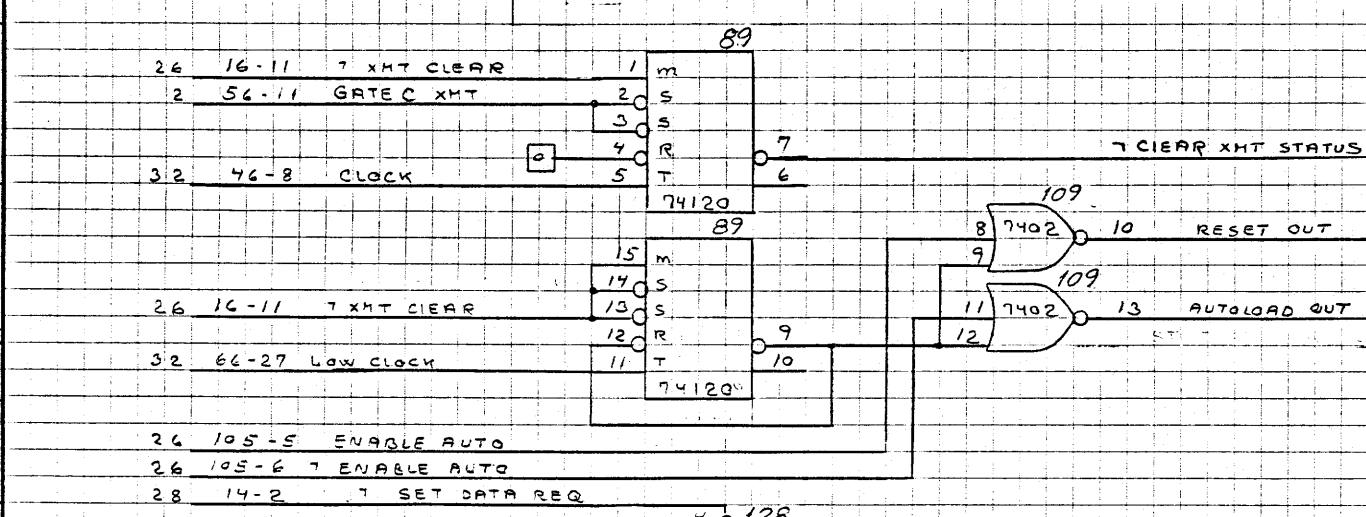 89
26 16-11 ¬ XMT CLEAR 1 m
2 56-11 GATE C XMT 2 S
3 S
0 4 R 7 ¬ CLEAR XMT STATUS
32 46-8 CLOCK 5 T 6
74120
89
109
8 7402 10 RESET OUT
9
15 m
14 S
109
26 16-11 ¬ XMT CLEAR 13 S
11 7402 13 AUTOLOAD OUT
12 R 9 12
32 66-27 LOW CLOCK 11 T 10
74120
26 105-5 ENABLE AUTO
26 105-6 ¬ ENABLE AUTO
28 14-2 ¬ SET DATA REQ
128